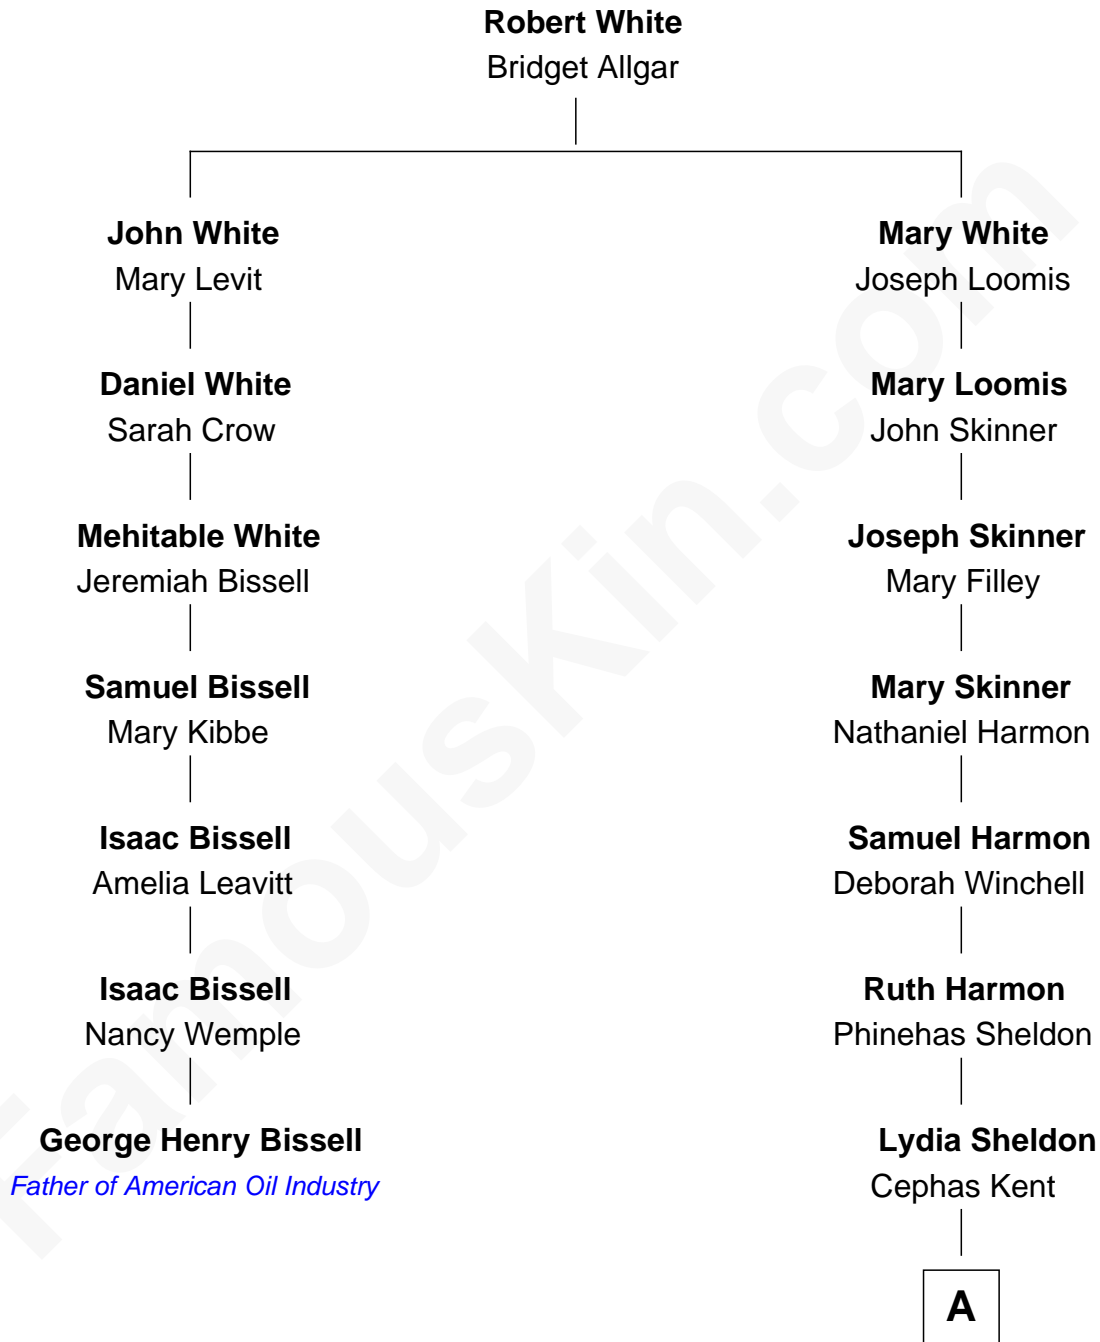 Robert White
Bridget Allgar
John White
Mary Levit
Mary White
Joseph Loomis
Daniel White
Sarah Crow
Mary Loomis
John Skinner
Mehitable White
Jeremiah Bissell
Joseph Skinner
Mary Filley
Samuel Bissell
Mary Kibbe
Mary Skinner
Nathaniel Harmon
Isaac Bissell
Amelia Leavitt
Samuel Harmon
Deborah Winchell
Isaac Bissell
Nancy Wemple
Ruth Harmon
Phinehas Sheldon
George Henry Bissell
Father of American Oil Industry
Lydia Sheldon
Cephas Kent
A
FamousKin.com